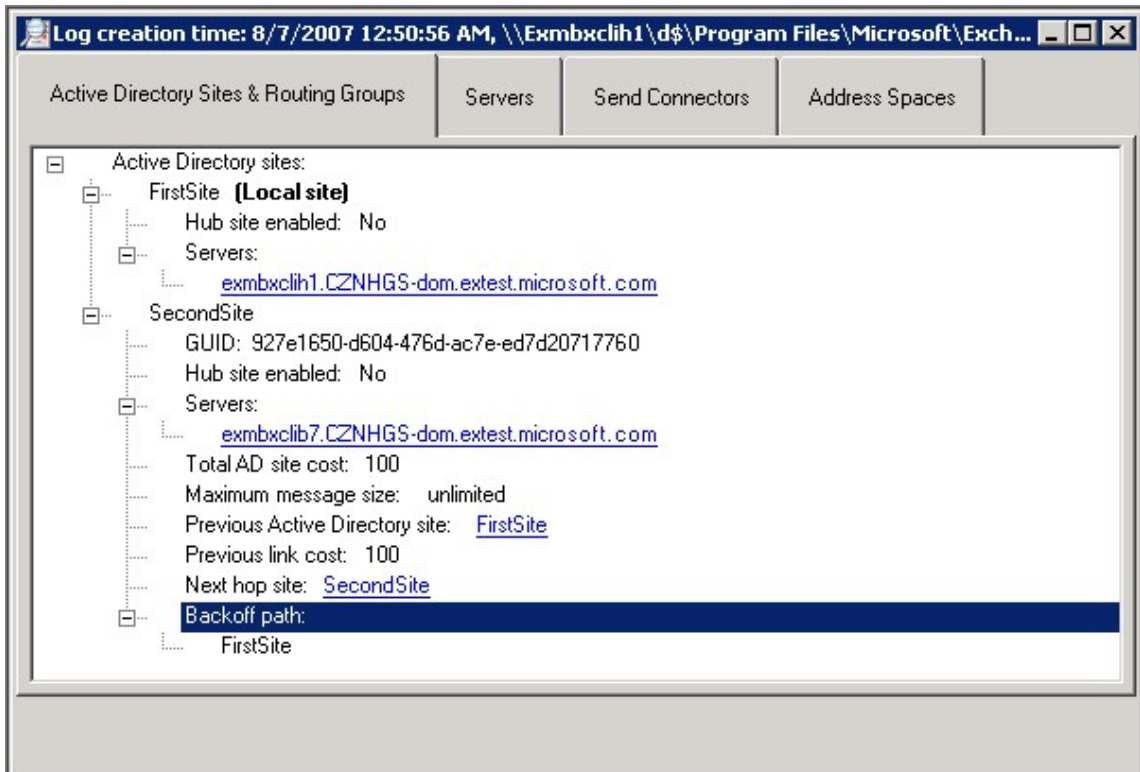 Log creation time: 8/7/2007 12:50:56 AM, \\Exmbxclih1\d$\Program Files\Microsoft\Exch...
Active Directory Sites & Routing Groups Servers Send Connectors Address Spaces
Active Directory sites:
FirstSite (Local site)
Hub site enabled: No
Servers:
exmbxclih1.CZNHGS-dom.extest.microsoft.com
SecondSite
GUID: 927e1650-d604-476d-ac7e-ed7d20717760
Hub site enabled: No
Servers:
exmbxclib7.CZNHGS-dom.extest.microsoft.com
Total AD site cost: 100
Maximum message size: unlimited
Previous Active Directory site: FirstSite
Previous link cost: 100
Next hop site: SecondSite
Backoff path:
FirstSite